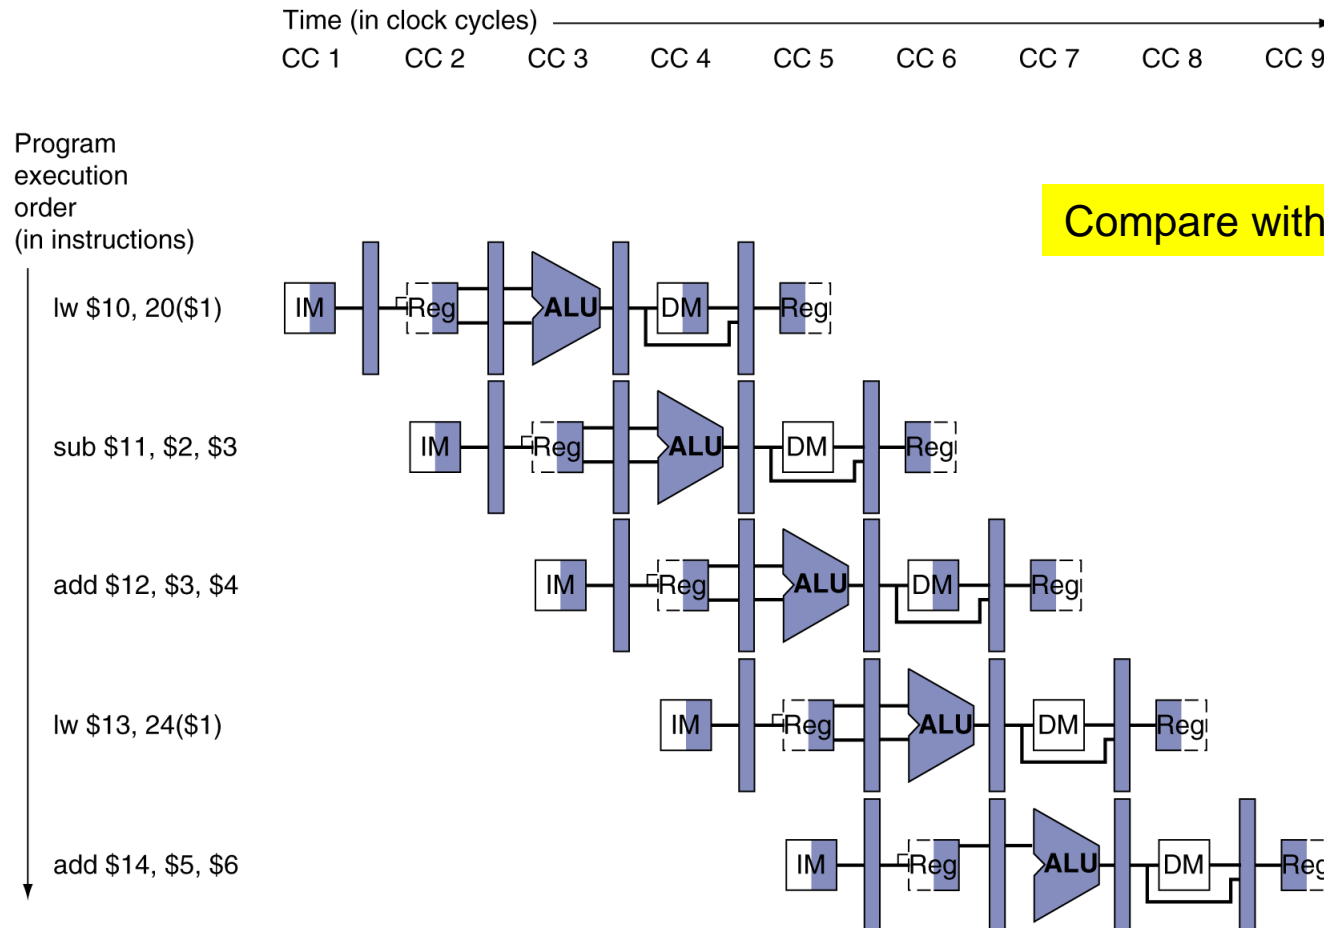 Time (in clock cycles)
CC 1 CC 2 CC 3 CC 4 CC 5 CC 6 CC 7 CC 8 CC 9
Program
execution
order
(in instructions)
Compare with
lw $10, 20($1) IM Reg ALU DM Reg
sub $11, $2, $3 IM Reg ALU DM Reg
add $12, $3, $4 IM Reg ALU DM Reg
lw $13, 24($1) IM Reg ALU DM Reg
add $14, $5, $6 IM Reg ALU DM Reg